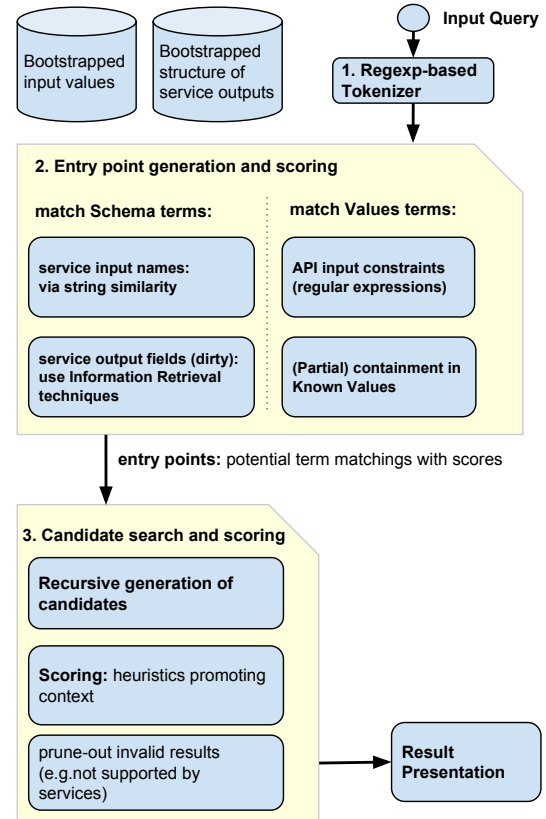 Bootstrapped
input values
Bootstrapped
structure of
service outputs
Input Query
1. Regexp-based
Tokenizer
2. Entry point generation and scoring
match Schema terms:
match Values terms:
service input names:
via string similarity
API input constraints
(regular expressions)
service output fields (dirty):
use Information Retrieval
techniques
(Partial) containment in
Known Values
entry points: potential term matchings with scores
3. Candidate search and scoring
Recursive generation of
candidates
Scoring: heuristics promoting
context
prune-out invalid results
(e.g.not supported by
services)
Result
Presentation